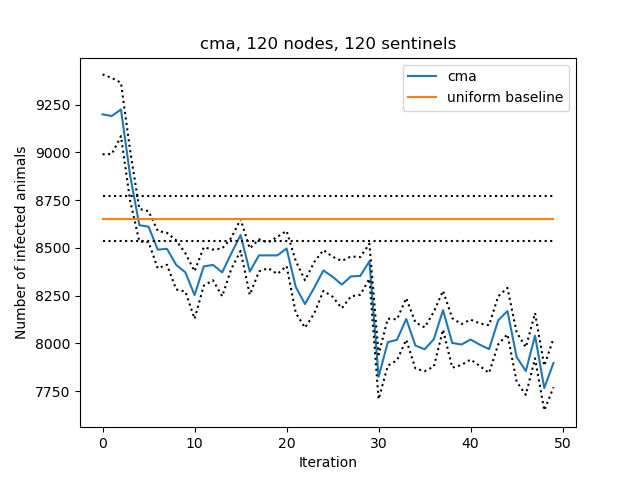 cma, 120 nodes, 120 sentinels
cma
uniform baseline
Number of infected animals
9250
9000
8750
8500
8250
8000
7750
0 10 20 30 40 50
Iteration